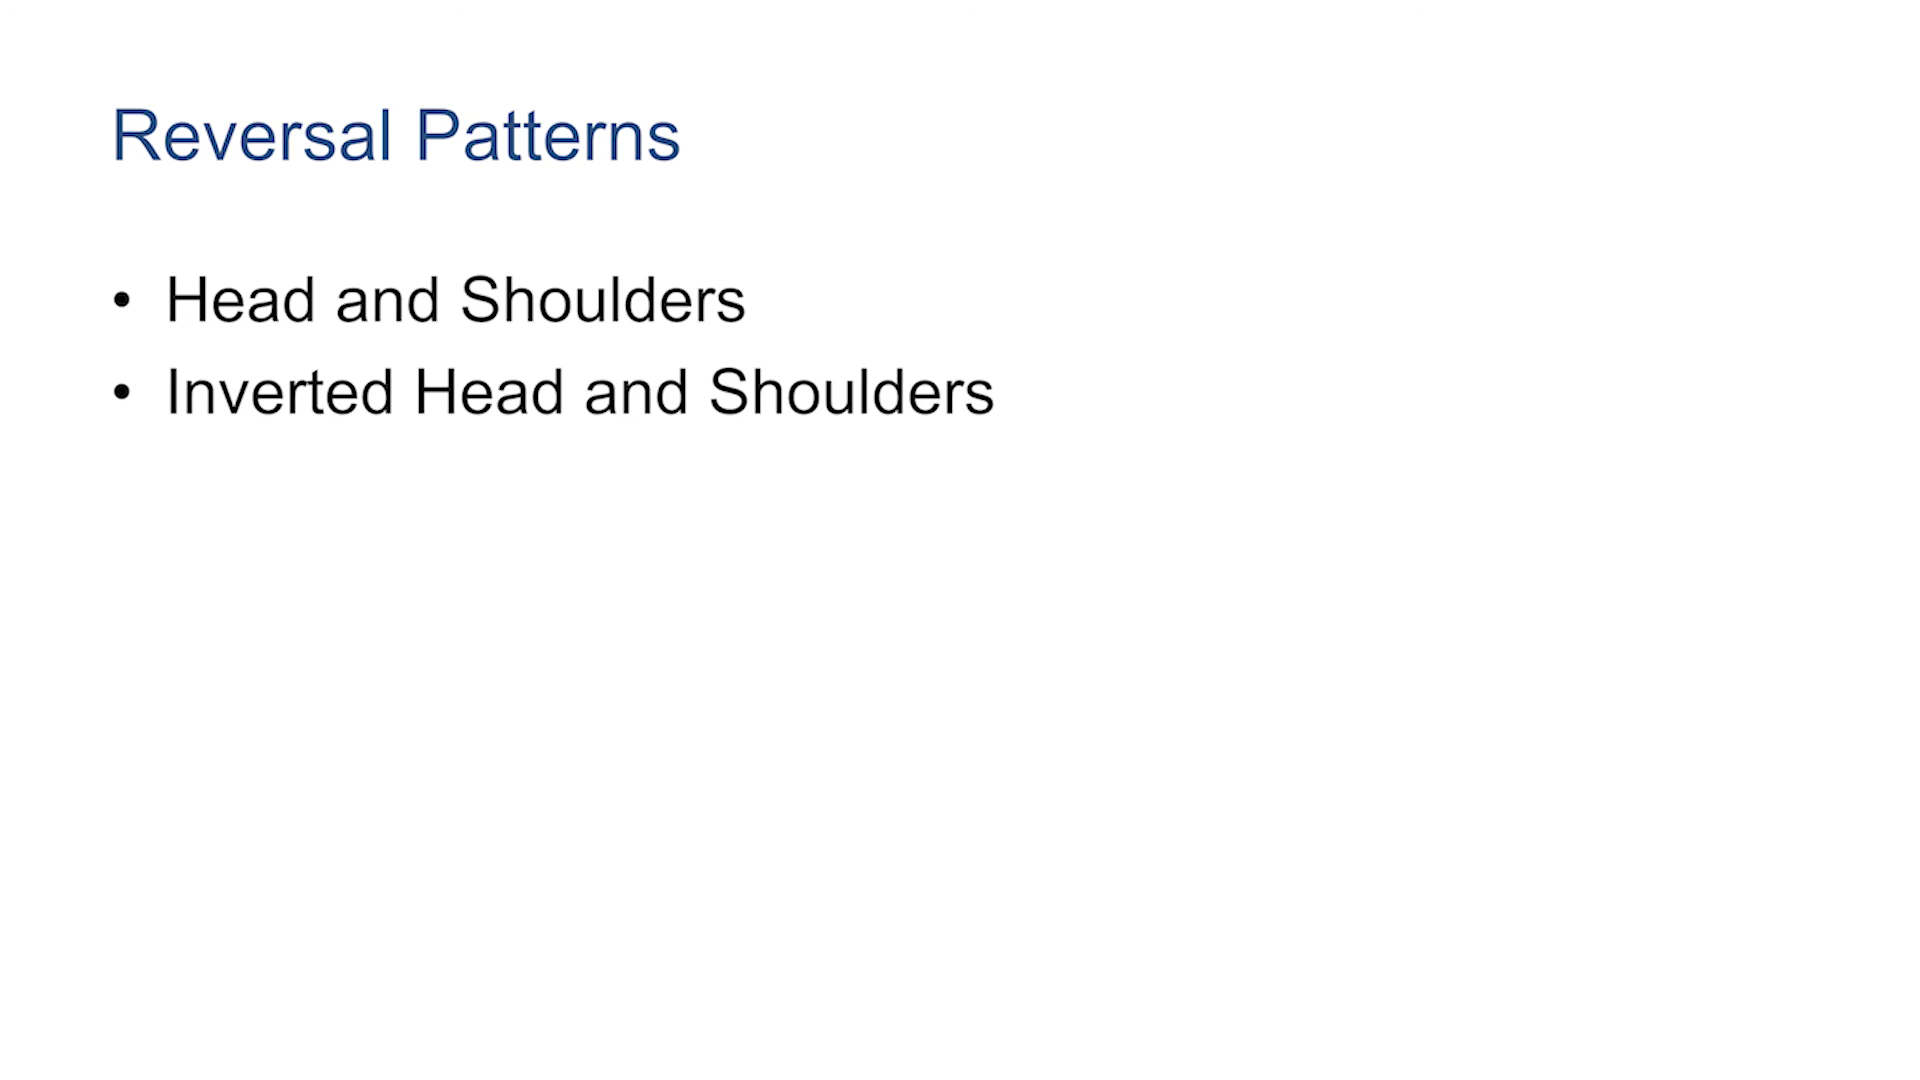 Reversal Patterns
• Head and Shoulders
• Inverted Head and Shoulders